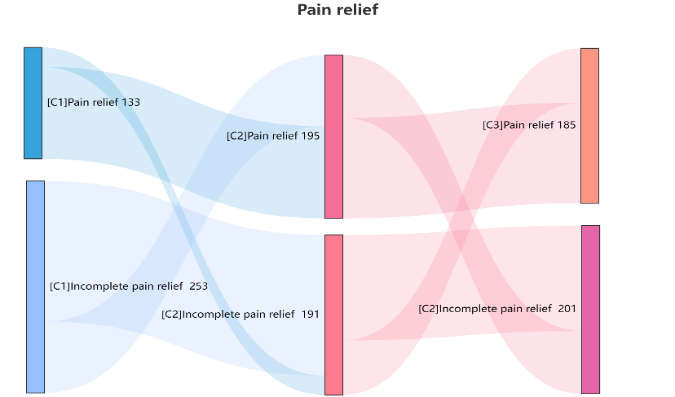 Pain relief
[C1]Pain relief 133
[C2]Pain relief 195
[C3]Pain relief 185
[C1]Incomplete pain relief  253
[C2]Incomplete pain relief  191
[C2]Incomplete pain relief  201